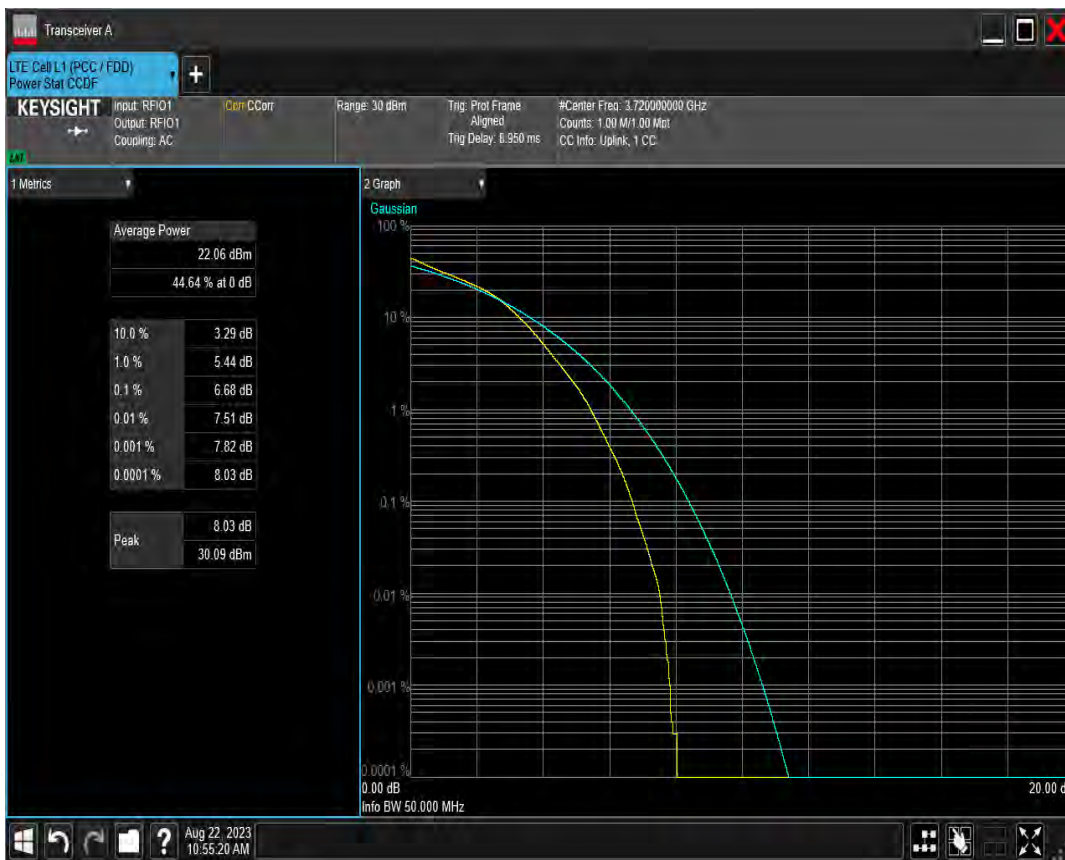 Transceiver A
LTE Cell L1 (PCC / FDD)
Power Stat CCDF
+
KEYSIGHT
Input: RFIO1
Output: RFIO1
Coupling: AC
Corr CCorr
Range: 30 dBm
Trig: Prot Frame
Aligned
Trig Delay: 8.950 ms
#Center Freq: 3.720000000 GHz
Counts: 1.00 M/1.00 Mpt
CC Info: Uplink, 1 CC
1 Metrics
Average Power
22.06 dBm
44.64 % at 0 dB
10.0 % 3.29 dB
1.0 % 5.44 dB
0.1 % 6.68 dB
0.01 % 7.51 dB
0.001 % 7.82 dB
0.0001 % 8.03 dB
Peak
8.03 dB
30.09 dBm
2 Graph
Gaussian
100 %
10 %
1 %
0.1 %
0.01 %
0.001 %
0.0001 %
0.00 dB 20.00 d
Info BW 50.000 MHz
?
Aug 22, 2023
10:55:20 AM